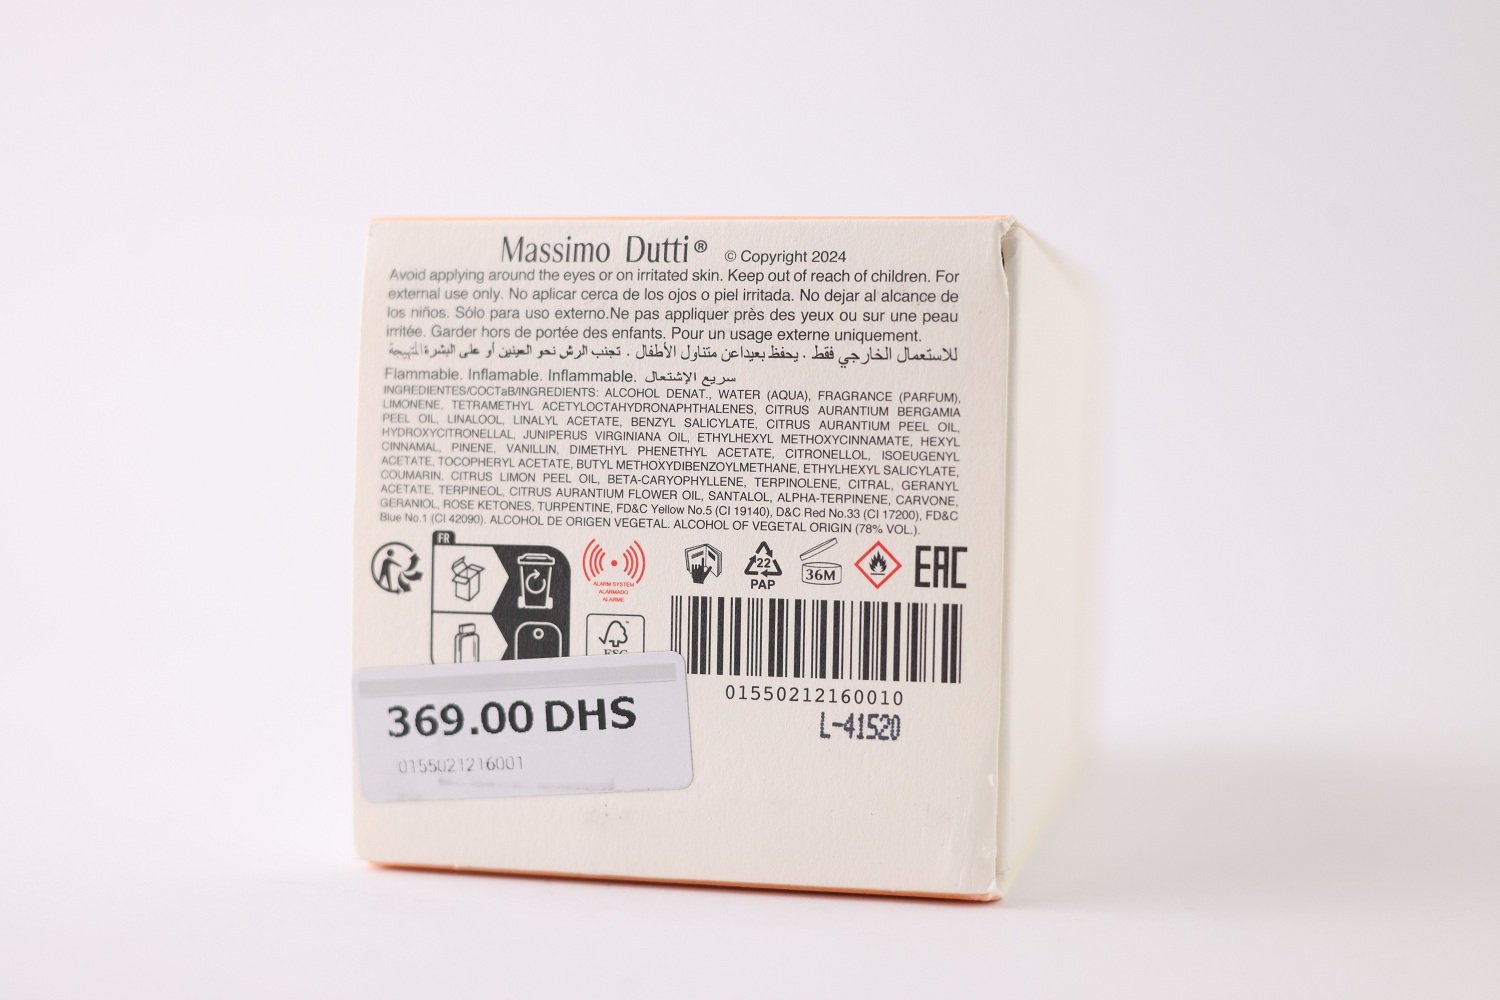 Massimo Dutti® © Copyright 2024
Avoid applying around the eyes or on irritated skin. Keep out of reach of children. For
external use only. No aplicar cerca de los ojos o piel irritada. No dejar al alcance de
los niños. Sólo para uso externo.Ne pas appliquer près des yeux ou sur une peau
irritée. Garder hors de portée des enfants. Pour un usage externe uniquement.
للاستعمال الخارجي فقط . يحفظ بعيداعن متناول الأطفال . تجنب الرش نحو العينين أو على البشرة المتهيجة
Flammable. Inflamable. Inflammable. سريع الإشتعال
INGREDIENTES/COCTaB/INGREDIENTS: ALCOHOL DENAT., WATER (AQUA), FRAGRANCE (PARFUM),
LIMONENE, TETRAMETHYL ACETYLOCTAHYDRONAPHTHALENES, CITRUS AURANTIUM BERGAMIA
PEEL OIL, LINALOOL, LINALYL ACETATE, BENZYL SALICYLATE, CITRUS AURANTIUM PEEL OIL,
HYDROXYCITRONELLAL, JUNIPERUS VIRGINIANA OIL, ETHYLHEXYL METHOXYCINNAMATE, HEXYL
CINNAMAL, PINENE, VANILLIN, DIMETHYL PHENETHYL ACETATE, CITRONELLOL, ISOEUGENYL
ACETATE, TOCOPHERYL ACETATE, BUTYL METHOXYDIBENZOYLMETHANE, ETHYLHEXYL SALICYLATE,
COUMARIN, CITRUS LIMON PEEL OIL, BETA-CARYOPHYLLENE, TERPINOLENE, CITRAL, GERANYL
ACETATE, TERPINEOL, CITRUS AURANTIUM FLOWER OIL, SANTALOL, ALPHA-TERPINENE, CARVONE,
GERANIOL, ROSE KETONES, TURPENTINE, FD&C Yellow No.5 (CI 19140), D&C Red No.33 (CI 17200), FD&C
Blue No.1 (CI 42090). ALCOHOL DE ORIGEN VEGETAL. ALCOHOL OF VEGETAL ORIGIN (78% VOL.).
FR
ALARM SYSTEM
ALARMADO
ALARME
22
PAP
36M
EAC
FSC
01550212160010
L-41520
369.00 DHS
0155021216001